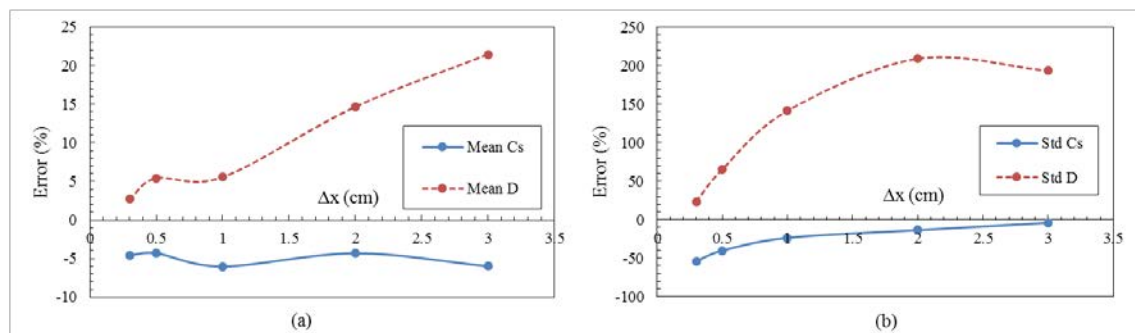 25
20
15
10
5
0
-5
-10
Error (%)
0 0.5 1 1.5 2 2.5 3 3.5
Δx (cm)
Mean Cs
Mean D
(a)
250
200
150
100
50
0
-50
-100
Error (%)
0 0.5 1 1.5 2 2.5 3 3.5
Δx (cm)
Std Cs
Std D
(b)